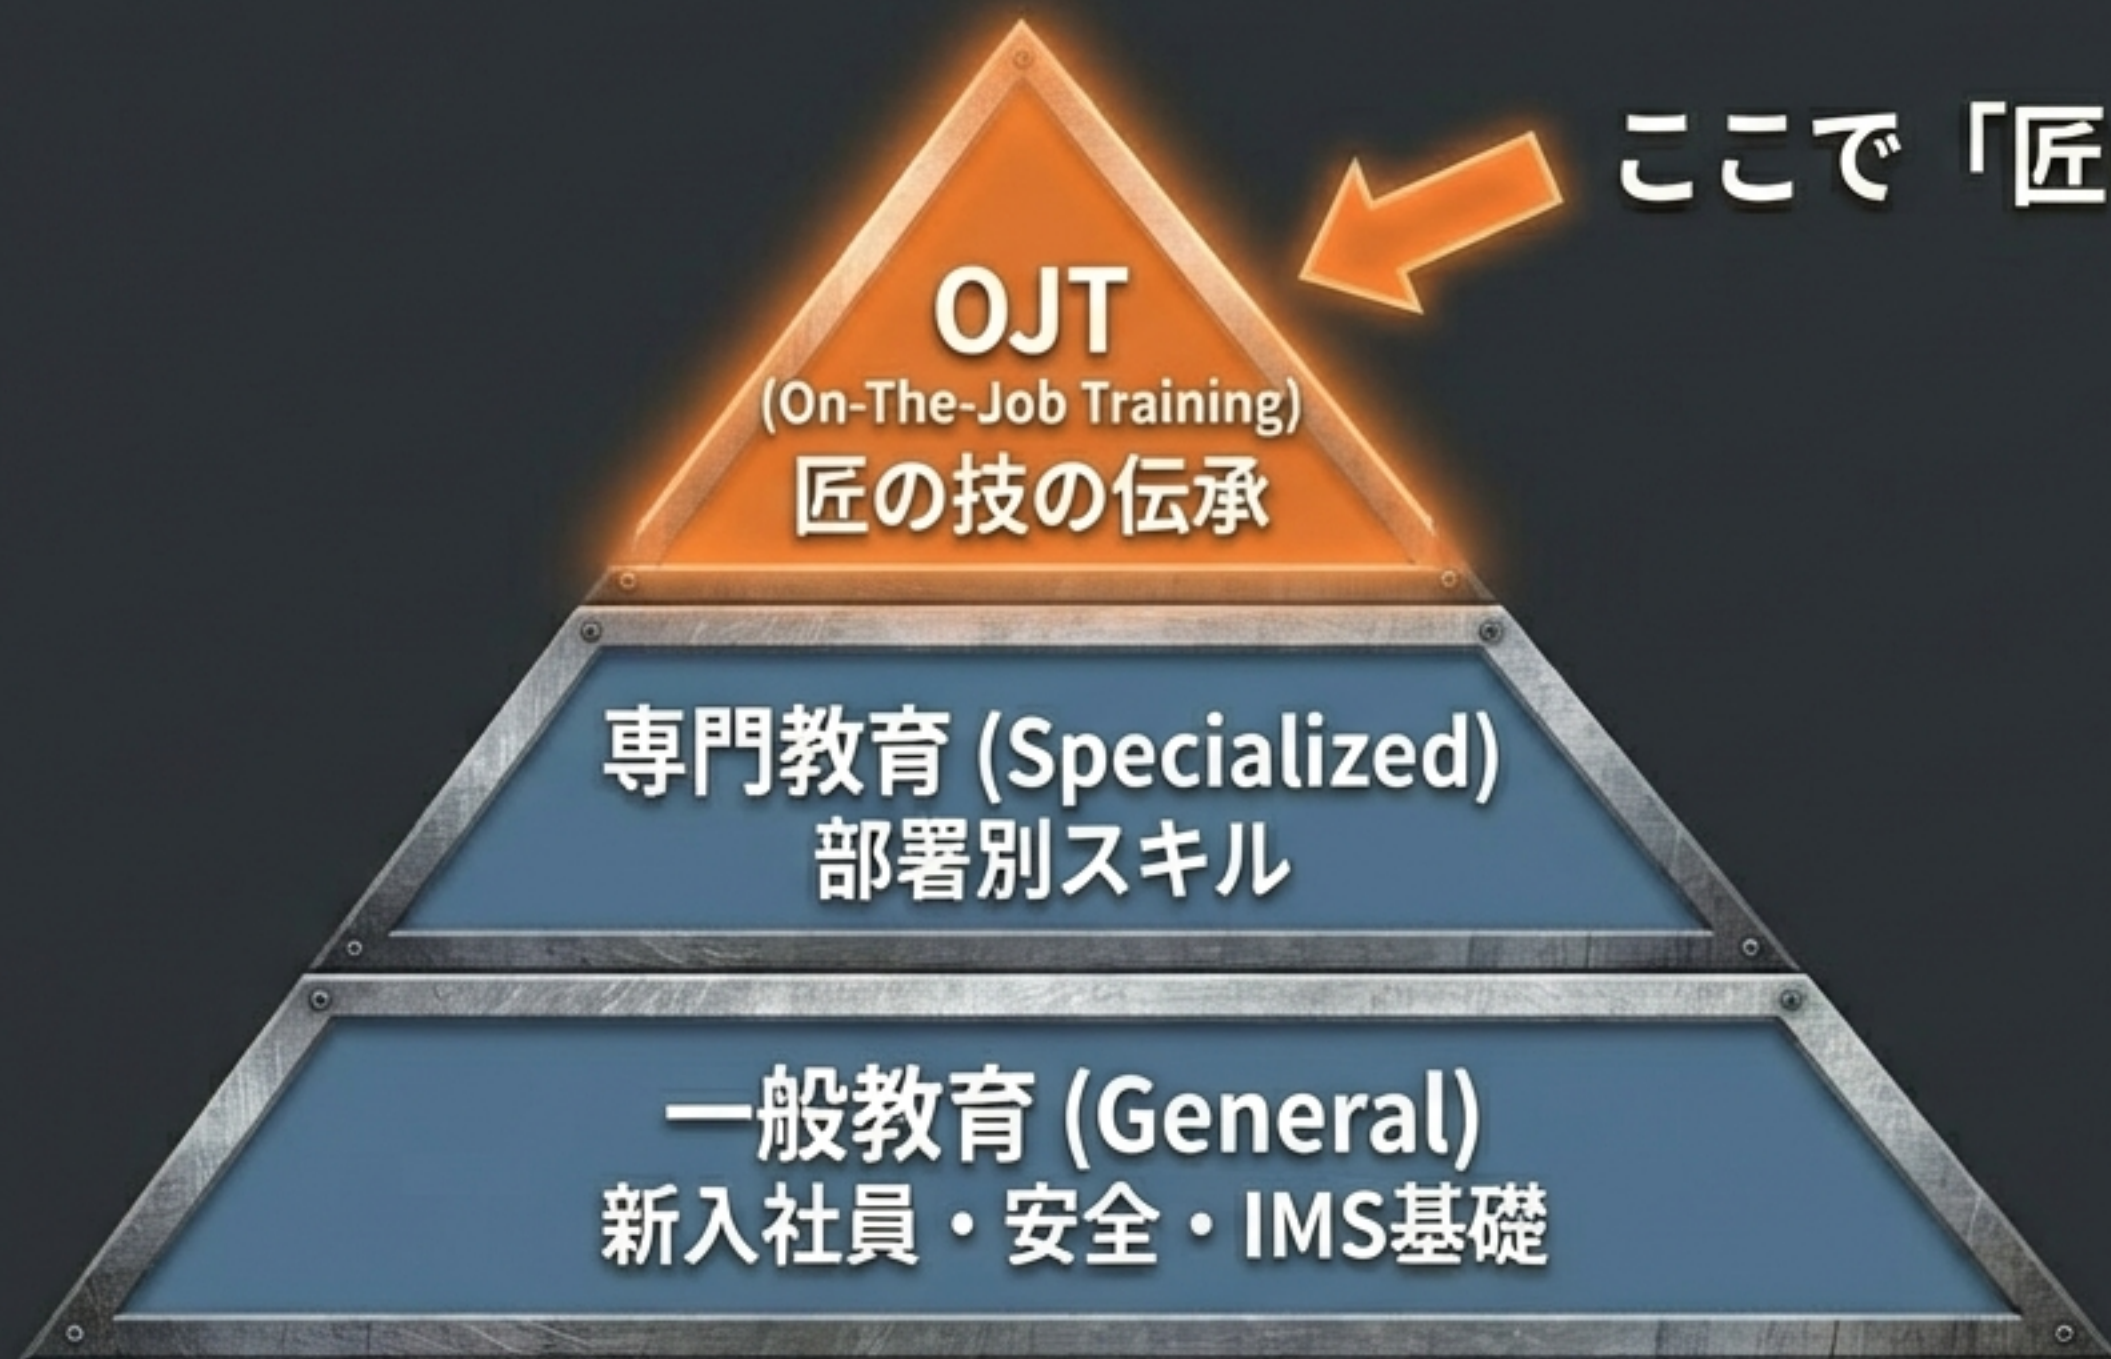 ここで「匠
OJT
(On-The-Job Training)
匠の技の伝承
専門教育 (Specialized)
部署別スキル
一般教育 (General)
新入社員・安全・IMS基礎